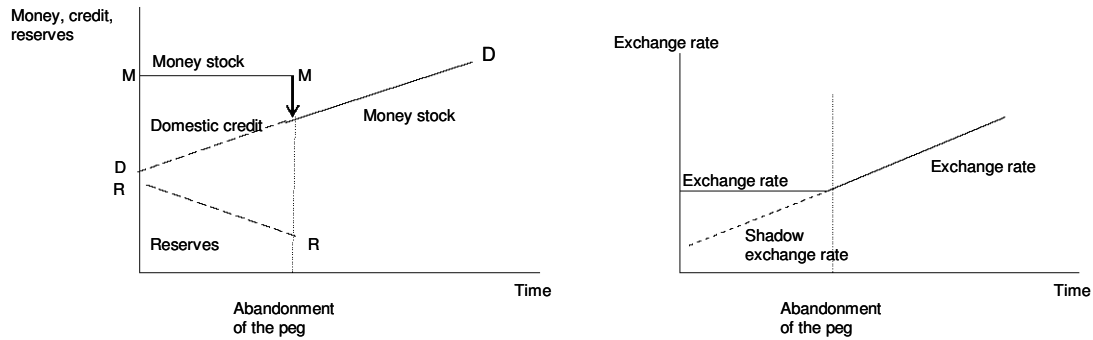 Money, credit,
reserves
M
Money stock
M
D
Money stock
Domestic credit
D
R
Reserves
R
Time
Abandonment
of the peg
Exchange rate
Exchange rate
Exchange rate
Shadow
exchange rate
Time
Abandonment
of the peg